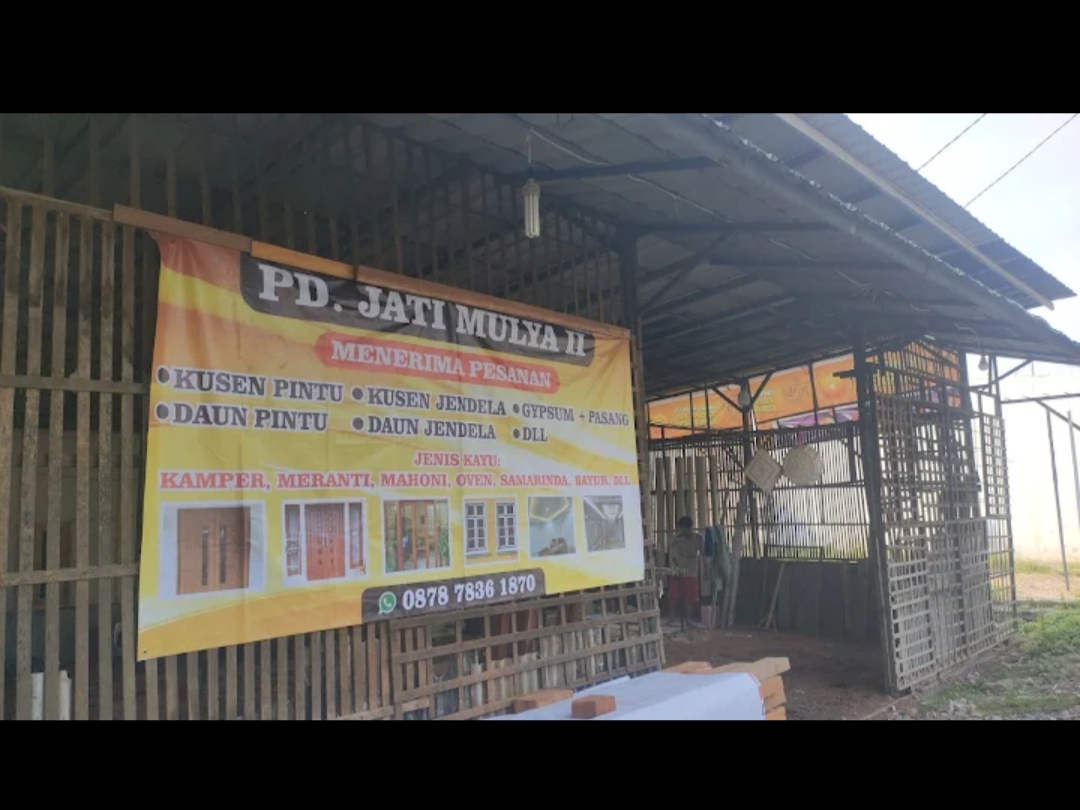 PD. JATI MULYA II
MENERIMA PESANAN
•KUSEN PINTU •KUSEN JENDELA •GYPSUM + PASANG
•DAUN PINTU •DAUN JENDELA •DLL
JENIS KAYU:
KAMPER, MERANTI, MAHONI, OVEN, SAMARINDA, BAYUR, DLL
0878 7836 1870